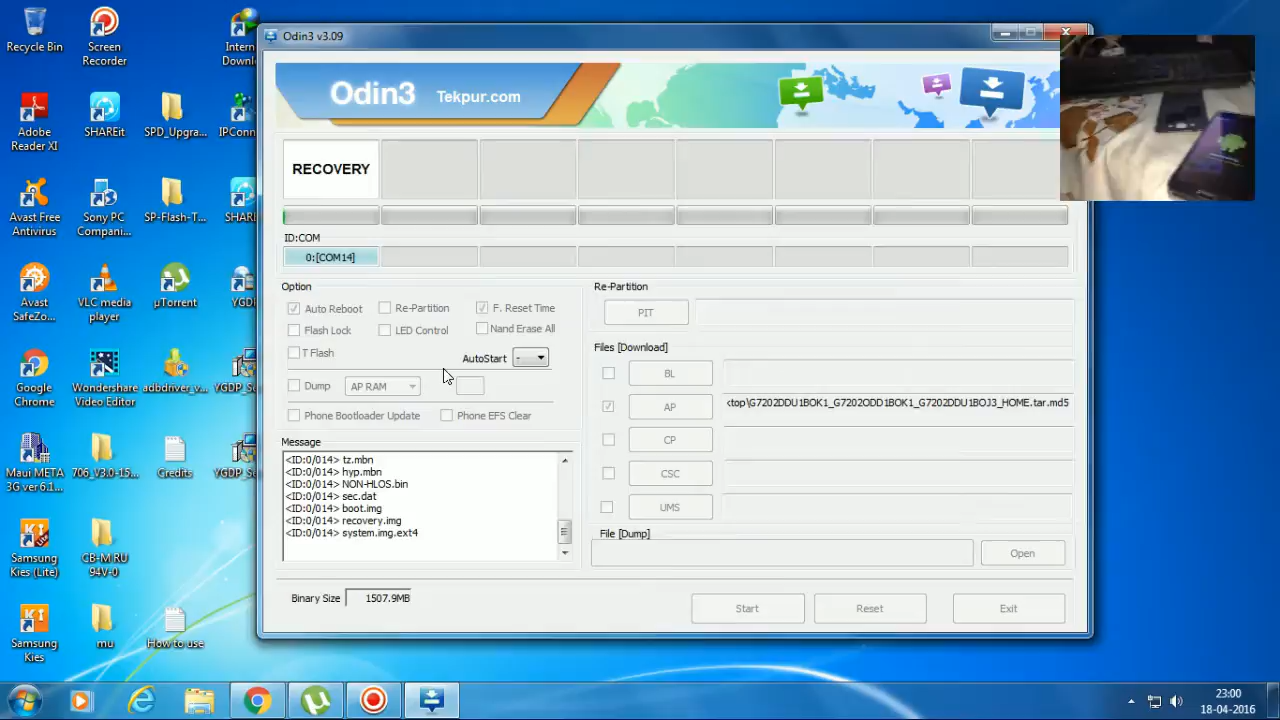 Recycle Bin
Screen
Recorder
Intern
Downlo...
Adobe
Reader XI
SHAREit
SPD_Upgra...
IPConn
Avast Free
Antivirus
Sony PC
Compani...
SP-Flash-T...
SHARE
Avast
SafeZo...
VLC media
player
µTorrent
YGD
Google
Chrome
Wondershare
Video Editor
adbdriver_v...
YGDP_Se
Maui META
3G ver 6.1...
706_V3.0-15...
Credits
YGDP_Se
Samsung
Kies (Lite)
CB-M RU
94V-0
Samsung
Kies
mu
How to use
Odin3 v3.09
Odin3 Tekpur.com
RECOVERY
ID:COM
0:[COM14]
Option
Auto Reboot
Re-Partition
F. Reset Time
Flash Lock
LED Control
Nand Erase All
T Flash
AutoStart -
Dump
AP RAM
Phone Bootloader Update
Phone EFS Clear
Message
<ID:0/014> tz.mbn
<ID:0/014> hyp.mbn
<ID:0/014> NON-HLOS.bin
<ID:0/014> sec.dat
<ID:0/014> boot.img
<ID:0/014> recovery.img
<ID:0/014> system.img.ext4
Binary Size 1507.9MB
Re-Partition
PIT
Files [Download]
BL
AP
ktop\G7202DDU1BOK1_G7202ODD1BOK1_G7202DDU1BOJ3_HOME.tar.md5
CP
CSC
UMS
File [Dump]
Open
Start
Reset
Exit
23:00
18-04-2016